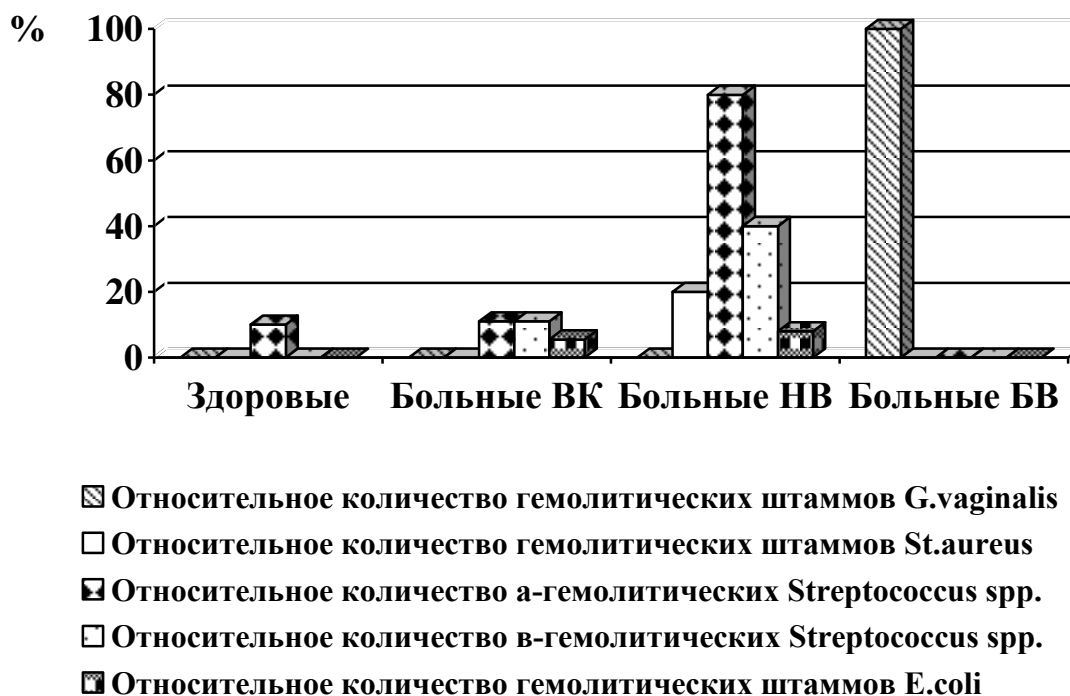 % 100
80
60
40
20
0
Здоровые Больные ВК Больные НВ Больные БВ
Относительное количество гемолитических штаммов G.vaginalis
Относительное количество гемолитических штаммов St.aureus
Относительное количество а-гемолитических Streptococcus spp.
Относительное количество в-гемолитических Streptococcus spp.
Относительное количество гемолитических штаммов E.coli